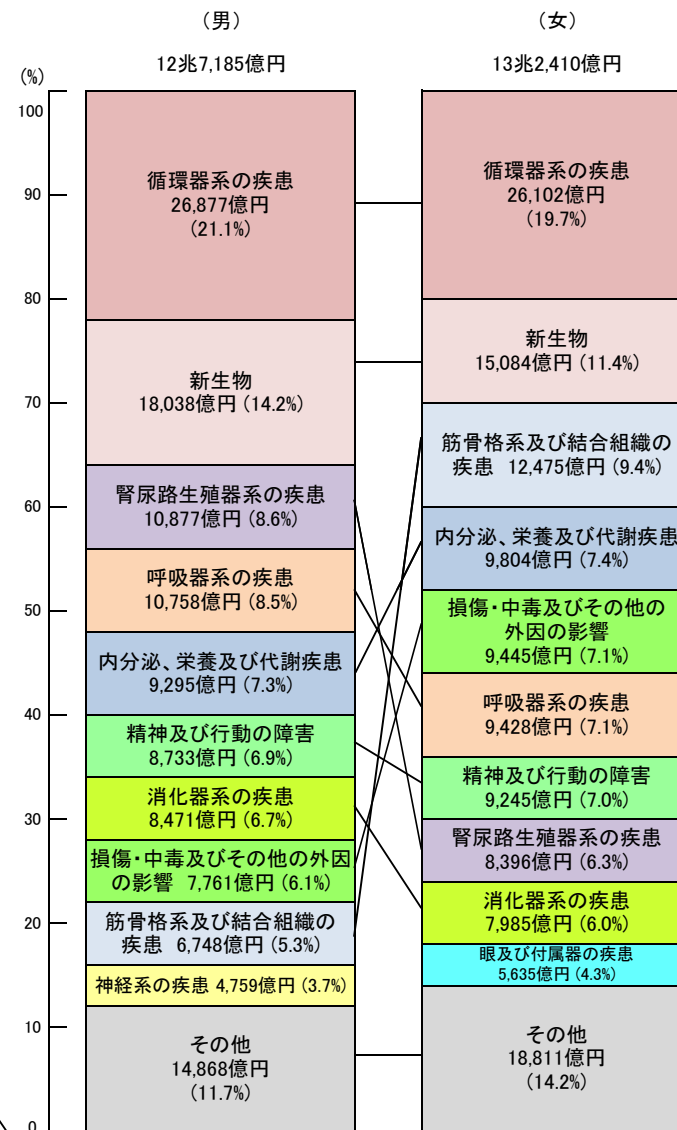 （男）
12兆7,185億円
（女）
13兆2,410億円
(%)
100
90
80
70
60
50
40
30
20
10
0
循環器系の疾患
26,877億円
(21.1%)
新生物
18,038億円 (14.2%)
腎尿路生殖器系の疾患
10,877億円 (8.6%)
呼吸器系の疾患
10,758億円 (8.5%)
内分泌、栄養及び代謝疾患
9,295億円 (7.3%)
精神及び行動の障害
8,733億円 (6.9%)
消化器系の疾患
8,471億円 (6.7%)
損傷・中毒及びその他の外因
の影響 7,761億円 (6.1%)
筋骨格系及び結合組織の
疾患 6,748億円 (5.3%)
神経系の疾患 4,759億円 (3.7%)
その他
14,868億円
(11.7%)
循環器系の疾患
26,102億円
(19.7%)
新生物
15,084億円 (11.4%)
筋骨格系及び結合組織の
疾患 12,475億円 (9.4%)
内分泌、栄養及び代謝疾患
9,804億円 (7.4%)
損傷・中毒及びその他の
外因の影響
9,445億円 (7.1%)
呼吸器系の疾患
9,428億円 (7.1%)
精神及び行動の障害
9,245億円 (7.0%)
腎尿路生殖器系の疾患
8,396億円 (6.3%)
消化器系の疾患
7,985億円 (6.0%)
眼及び付属器の疾患
5,635億円 (4.3%)
その他
18,811億円
(14.2%)